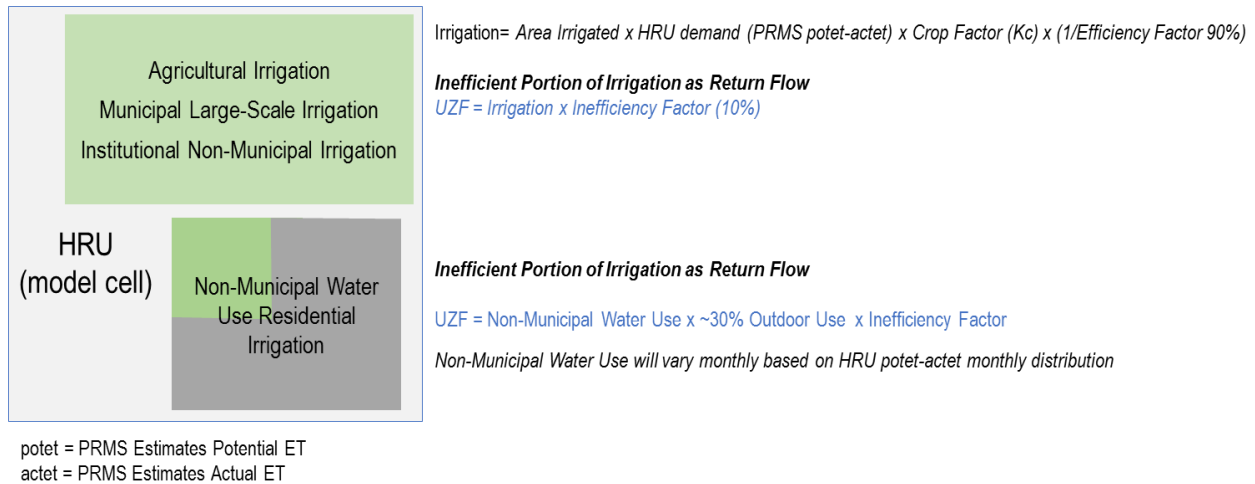 Agricultural Irrigation
Municipal Large-Scale Irrigation
Institutional Non-Municipal Irrigation
HRU
(model cell)
Non-Municipal Water
Use Residential
Irrigation
Irrigation= Area Irrigated x HRU demand (PRMS potet-actet) x Crop Factor (Kc) x (1/Efficiency Factor 90%)
Inefficient Portion of Irrigation as Return Flow
UZF = Irrigation x Inefficiency Factor (10%)
Inefficient Portion of Irrigation as Return Flow
UZF = Non-Municipal Water Use x ~30% Outdoor Use x Inefficiency Factor
Non-Municipal Water Use will vary monthly based on HRU potet-actet monthly distribution
potet = PRMS Estimates Potential ET
actet = PRMS Estimates Actual ET